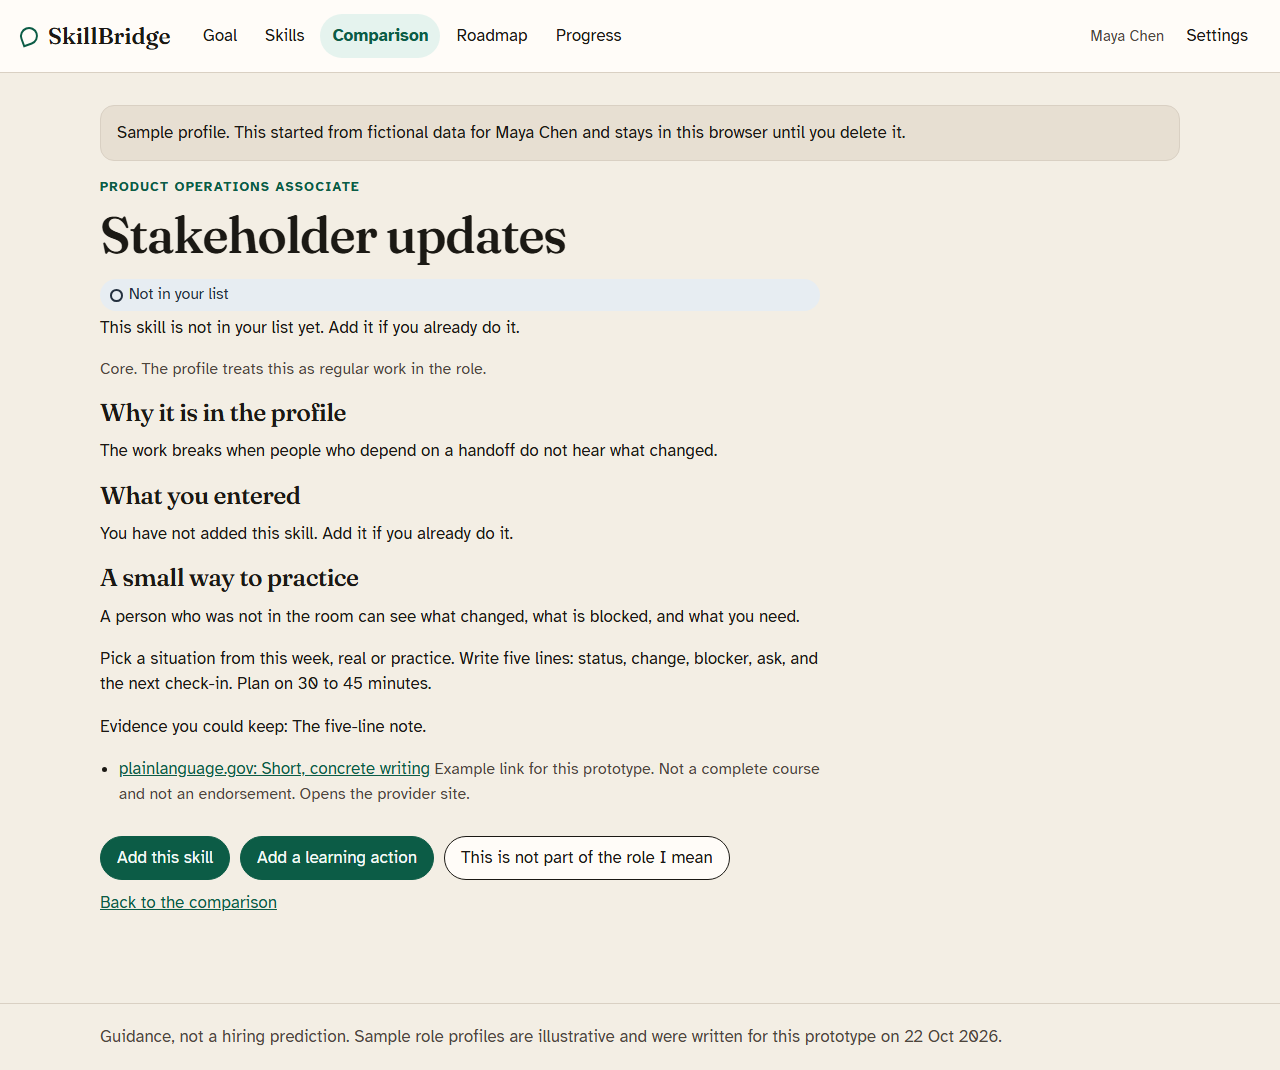 SkillBridge Goal Skills Comparison Roadmap Progress Maya Chen Settings
Sample profile. This started from fictional data for Maya Chen and stays in this browser until you delete it.
PRODUCT OPERATIONS ASSOCIATE
Stakeholder updates
Not in your list
This skill is not in your list yet. Add it if you already do it.
Core. The profile treats this as regular work in the role.
Why it is in the profile
The work breaks when people who depend on a handoff do not hear what changed.
What you entered
You have not added this skill. Add it if you already do it.
A small way to practice
A person who was not in the room can see what changed, what is blocked, and what you need.
Pick a situation from this week, real or practice. Write five lines: status, change, blocker, ask, and
the next check-in. Plan on 30 to 45 minutes.
Evidence you could keep: The five-line note.
• plainlanguage.gov: Short, concrete writing Example link for this prototype. Not a complete course
and not an endorsement. Opens the provider site.
Add this skill Add a learning action This is not part of the role I mean
Back to the comparison
Guidance, not a hiring prediction. Sample role profiles are illustrative and were written for this prototype on 22 Oct 2026.